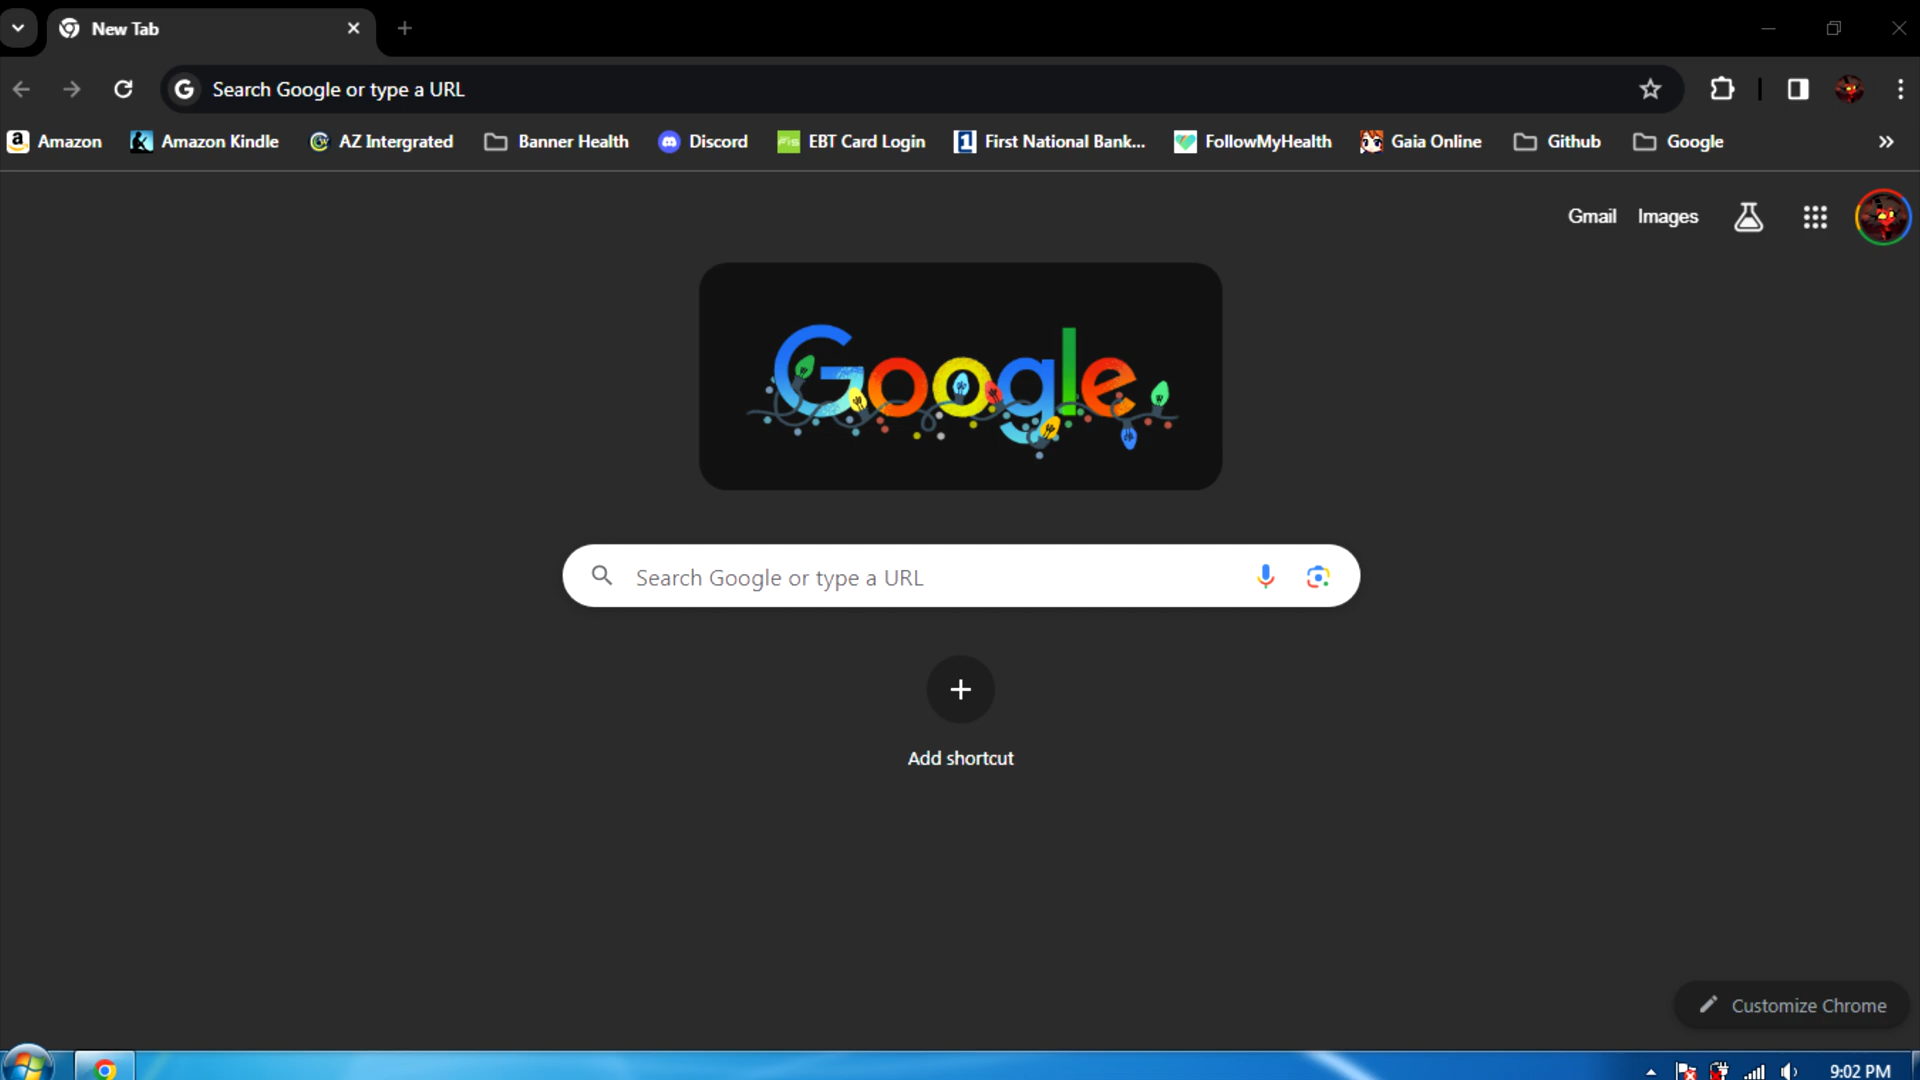 New Tab
Search Google or type a URL
Amazon
Amazon Kindle
AZ Intergrated
Banner Health
Discord
EBT Card Login
First National Bank...
FollowMyHealth
Gaia Online
Github
Google
Gmail
Images
Google
Search Google or type a URL
Add shortcut
Customize Chrome
9:02 PM